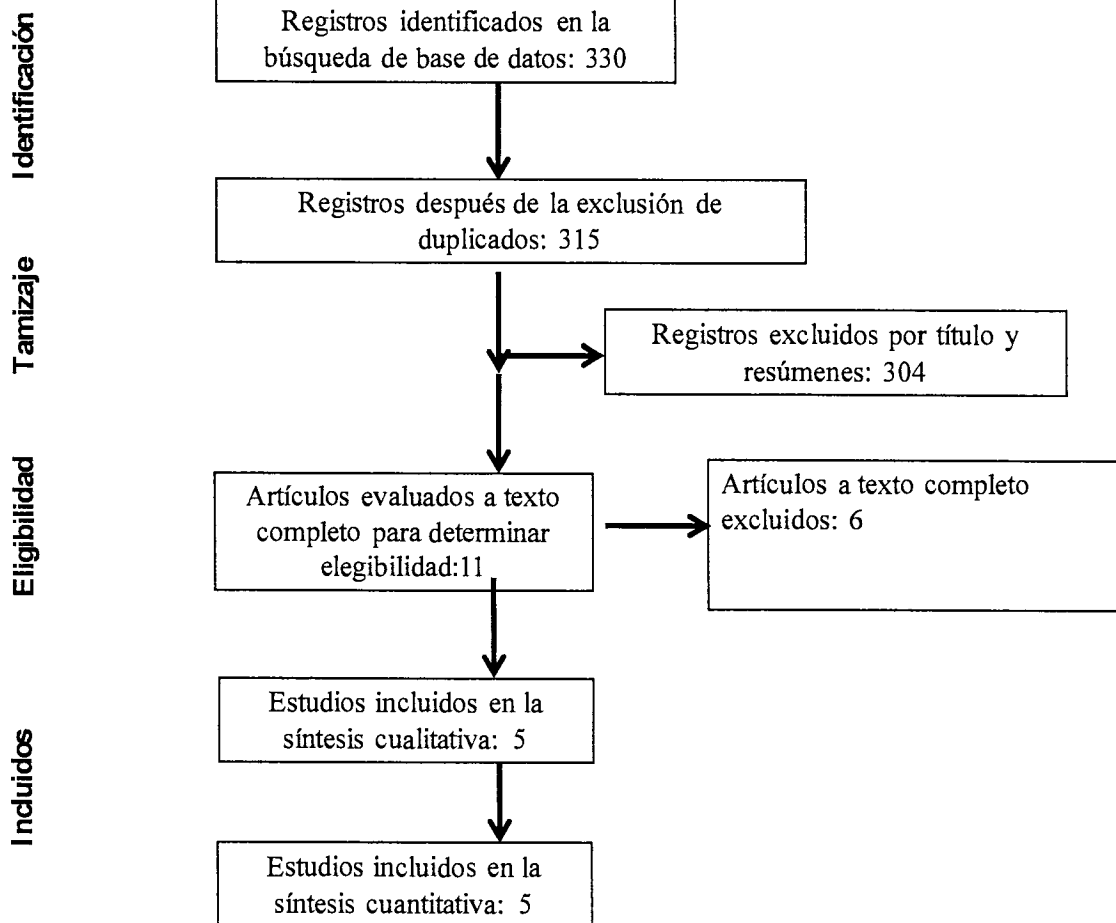 Identificación
Registros identificados en la
búsqueda de base de datos: 330
Registros después de la exclusión de
duplicados: 315
Tamizaje
Registros excluidos por título y
resúmenes: 304
Eligibilidad
Artículos evaluados a texto
completo para determinar
elegibilidad:11
Artículos a texto completo
excluidos: 6
Incluidos
Estudios incluidos en la
síntesis cualitativa: 5
Estudios incluidos en la
síntesis cuantitativa: 5